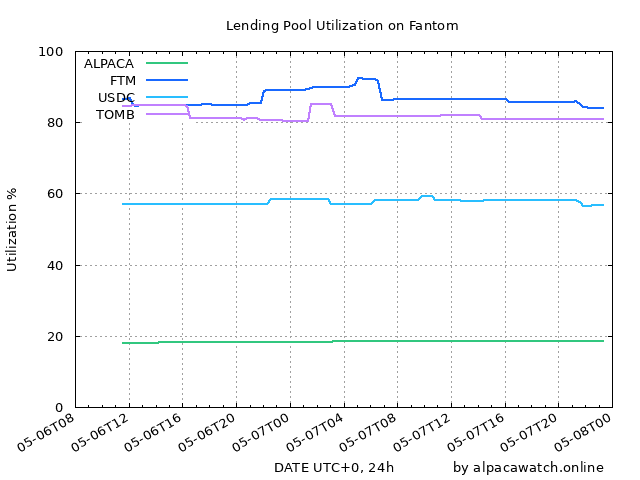 Lending Pool Utilization on Fantom
ALPACA
FTM
USDC
TOMB
Utilization %
100
80
60
40
20
0
05-06T08
05-06T12
05-06T16
05-06T20
05-07T00
05-07T04
05-07T08
05-07T12
05-07T16
05-07T20
05-08T00
DATE UTC+0, 24h
by alpacawatch.online